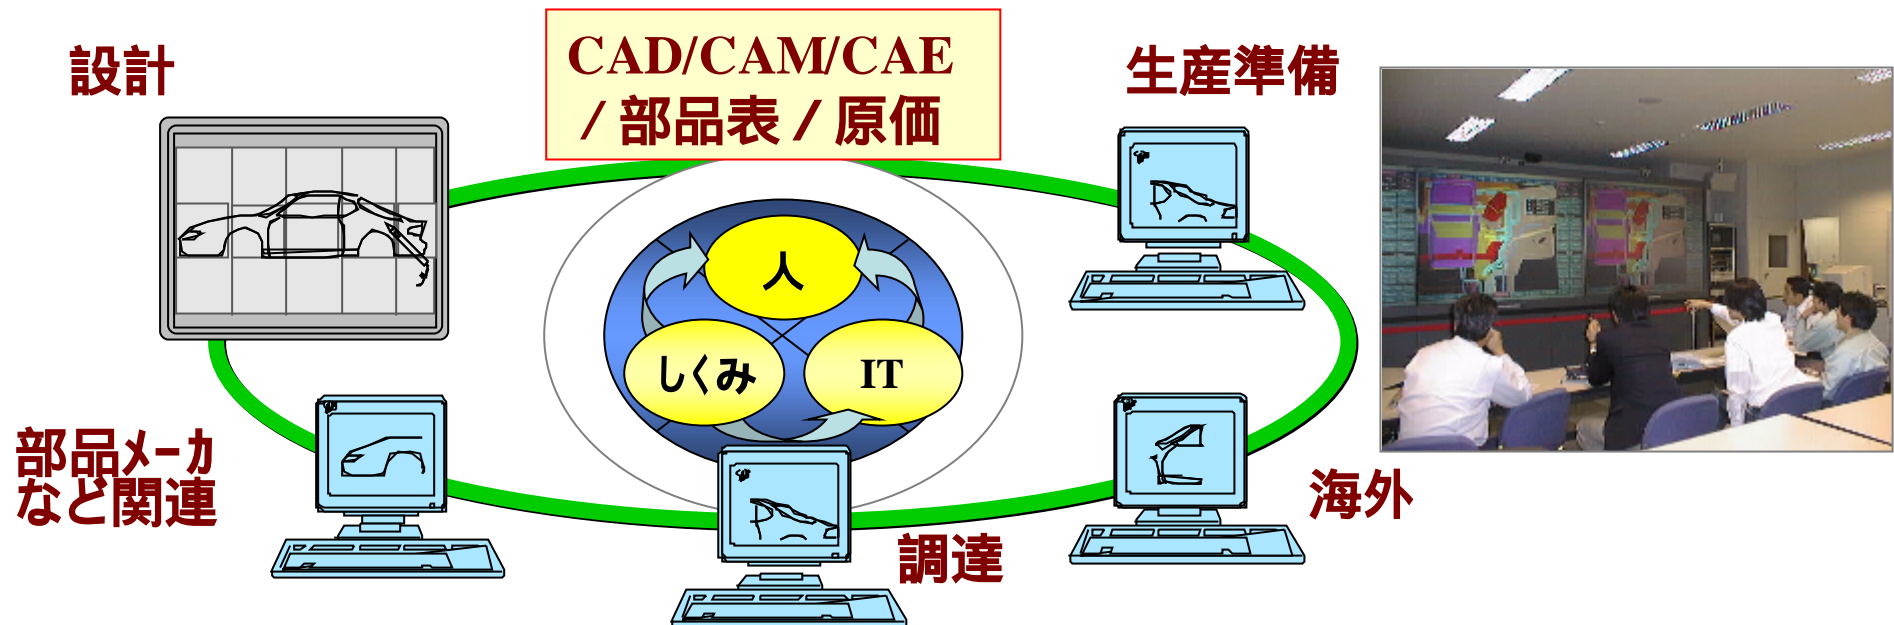 設計
CAD/CAM/CAE
/部品表/原価
生産準備
人
しくみ
IT
部品メーカ
など関連
調達
海外